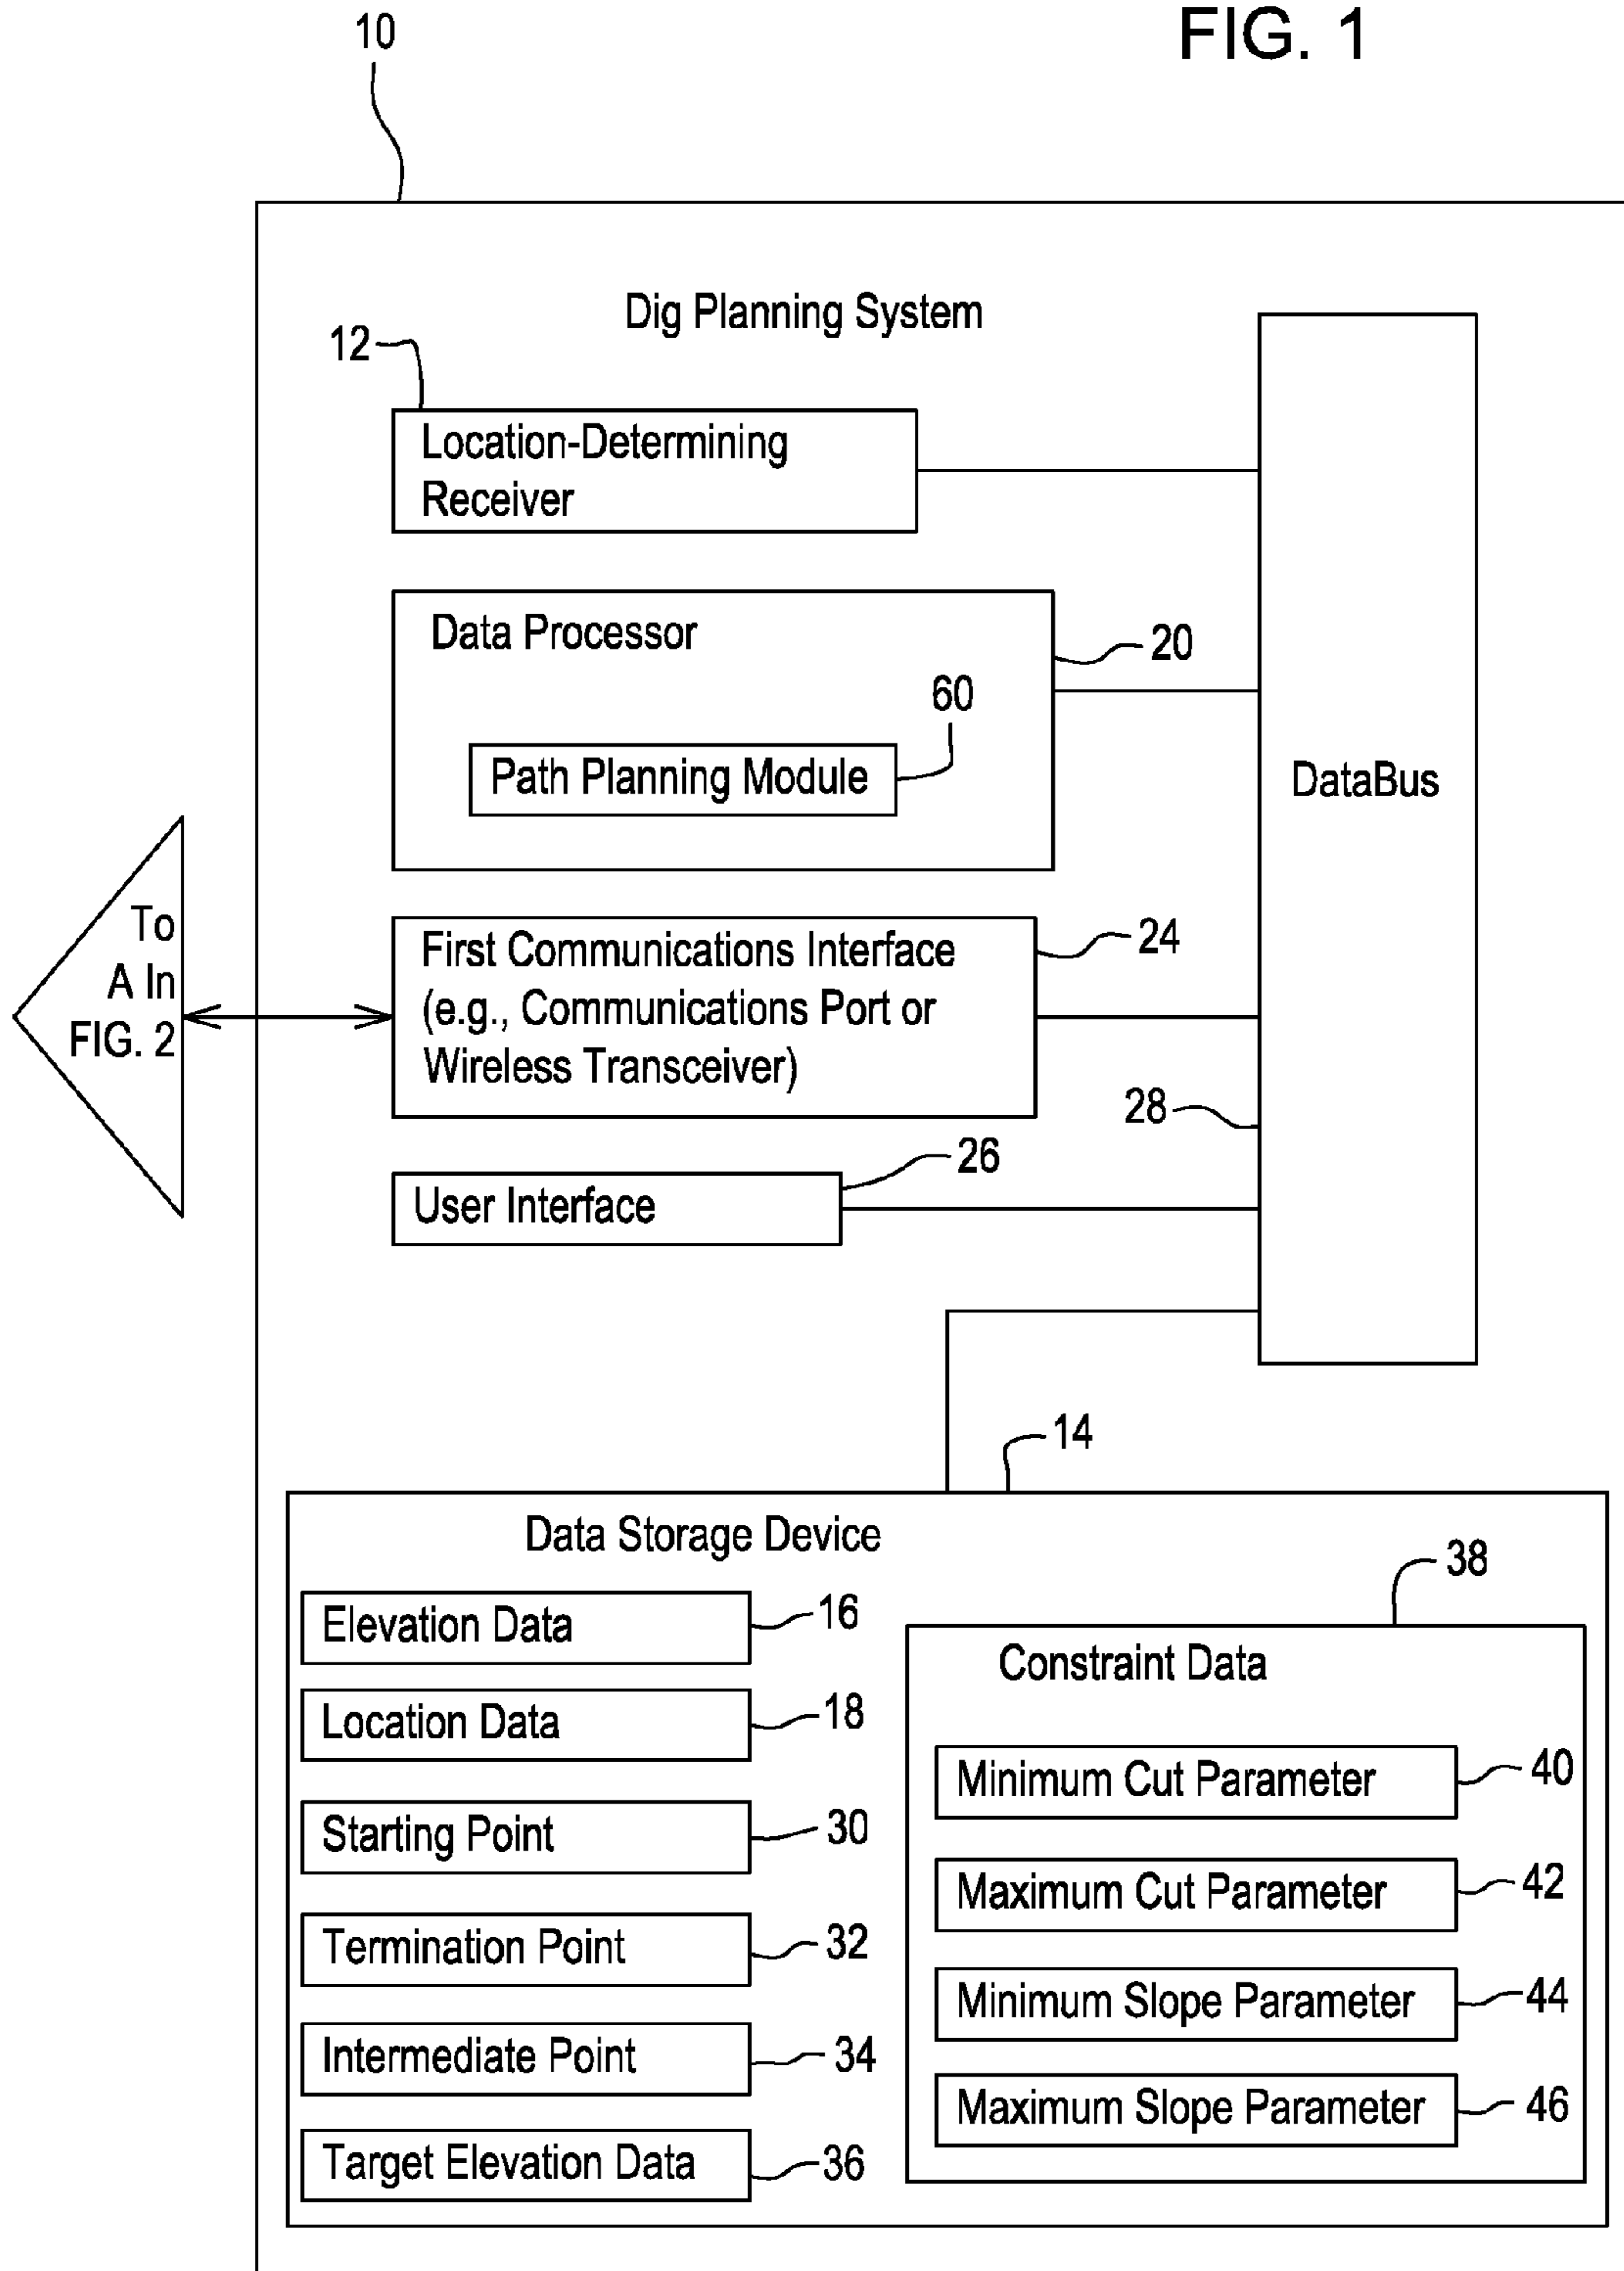 FIG. 1
10
Dig Planning System
12
Location-Determining
Receiver
Data Processor
20
60
Path Planning Module
DataBus
To
A In
FIG. 2
First Communications Interface
(e.g., Communications Port or
Wireless Transceiver)
24
28
26
User Interface
14
Data Storage Device
38
Elevation Data
16
Constraint Data
Location Data
18
Minimum Cut Parameter
40
Starting Point
30
Maximum Cut Parameter
42
Termination Point
32
Minimum Slope Parameter
44
Intermediate Point
34
Maximum Slope Parameter
46
Target Elevation Data
36